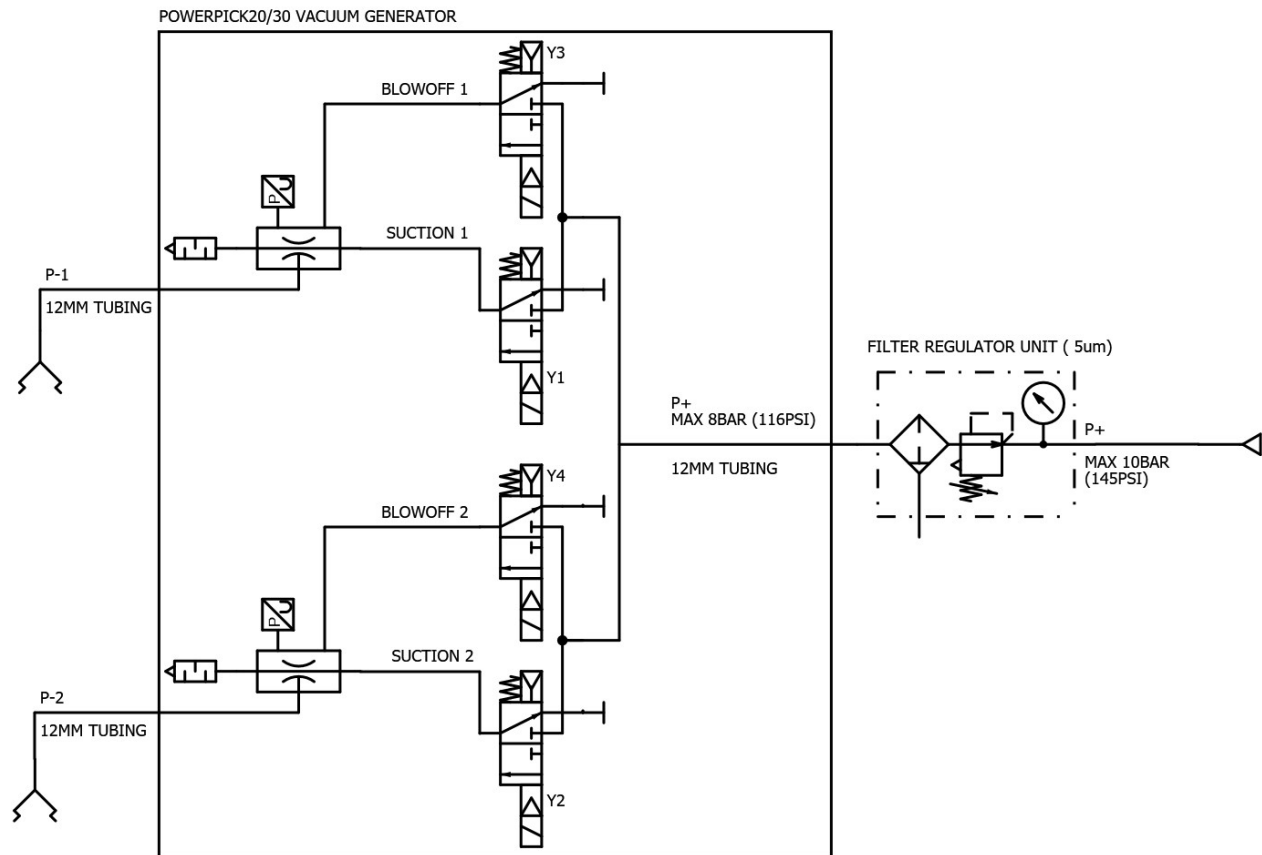 POWERPICK20/30 VACUUM GENERATOR
Y3
BLOWOFF 1
P U
SUCTION 1
P-1
12MM TUBING
Y1
FILTER REGULATOR UNIT ( 5um)
P+
MAX 8BAR (116PSI)
12MM TUBING
P+
MAX 10BAR
(145PSI)
Y4
BLOWOFF 2
P U
SUCTION 2
P-2
12MM TUBING
Y2